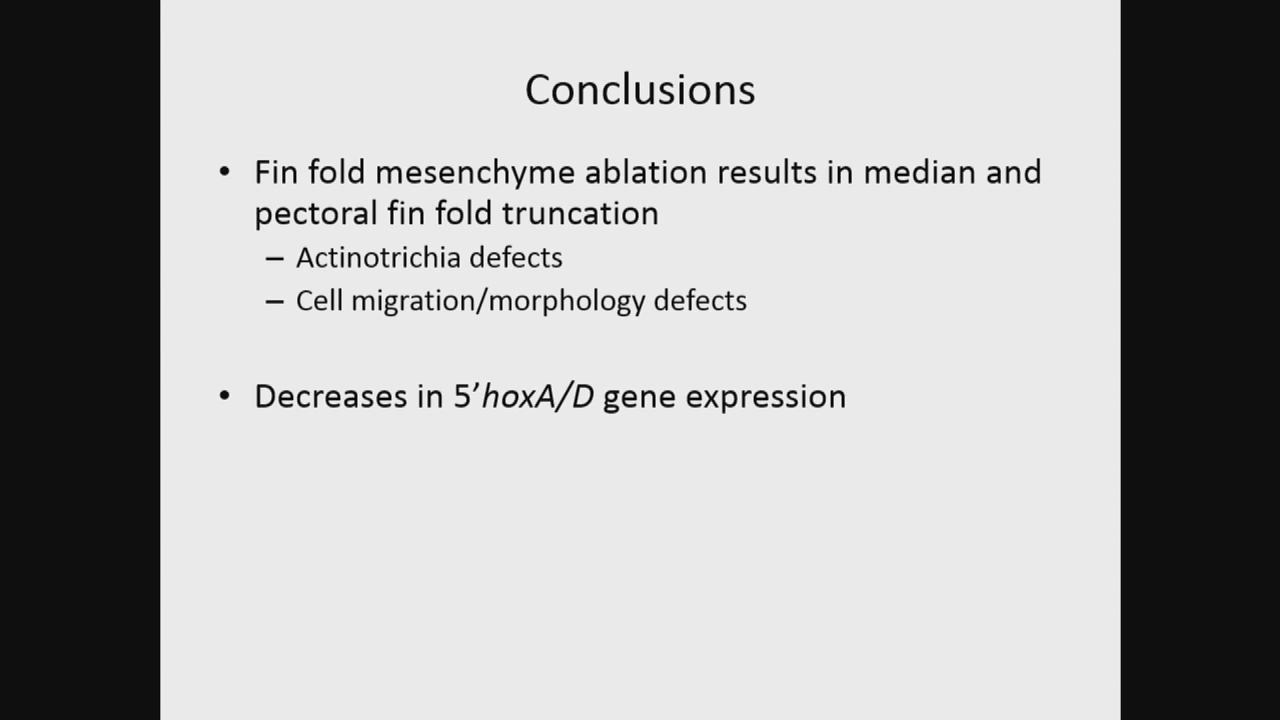 Conclusions
• Fin fold mesenchyme ablation results in median and
pectoral fin fold truncation
– Actinotrichia defects
– Cell migration/morphology defects
• Decreases in 5’hoxA/D gene expression